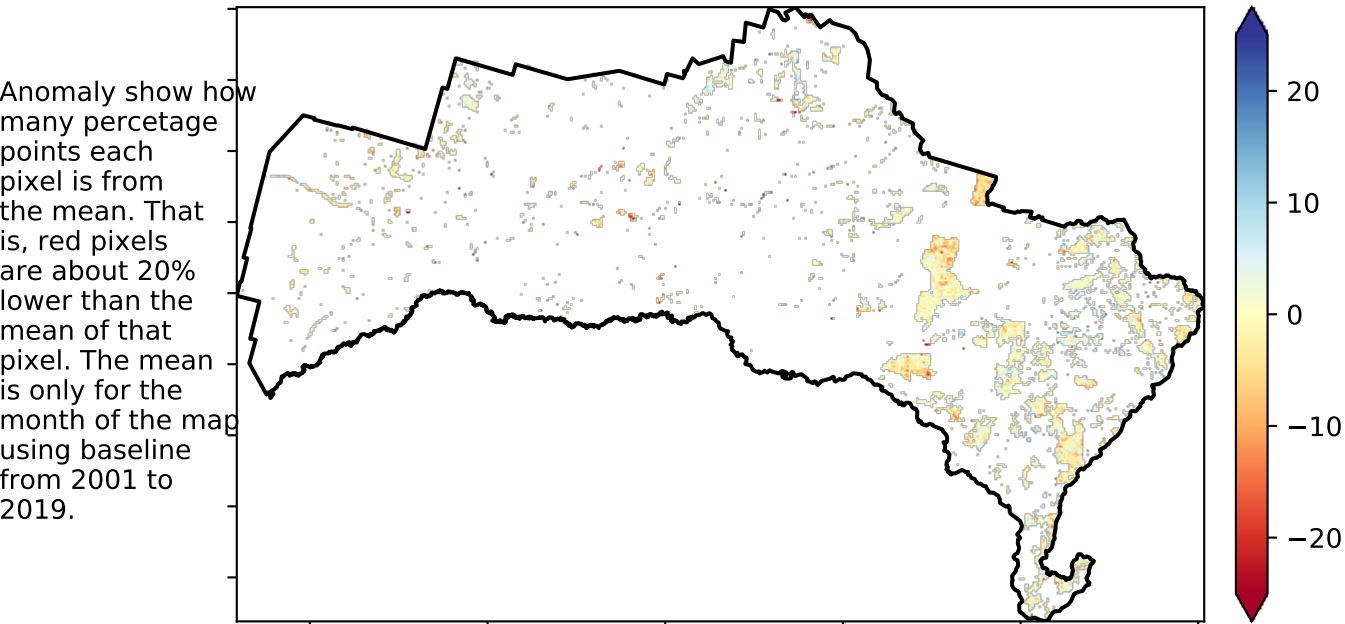 Anomaly show how
many percetage
points each
pixel is from
the mean. That
is, red pixels
are about 20%
lower than the
mean of that
pixel. The mean
is only for the
month of the map
using baseline
from 2001 to
2019.
20
10
0
−10
−20